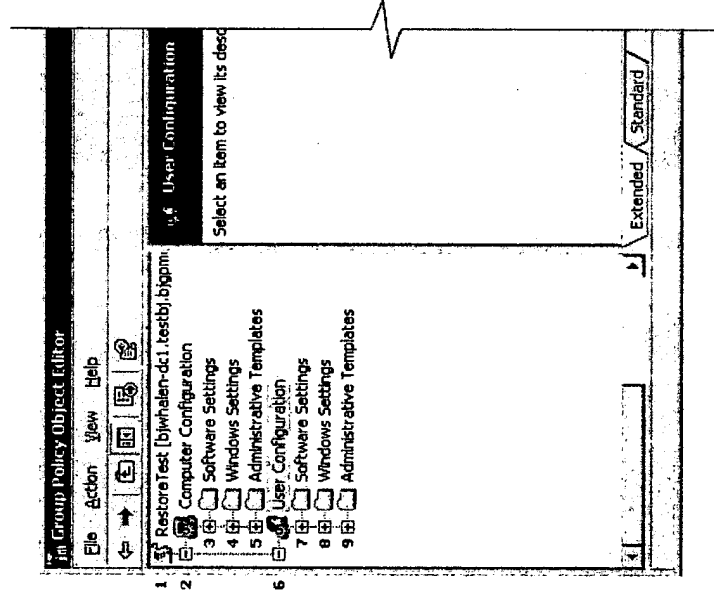 Group Policy Object Editor
File Action View Help
1 RestoreTest [bjwhalen-dc1.testbj.bjgpm
2 Computer Configuration
3 Software Settings
4 Windows Settings
5 Administrative Templates
6 User Configuration
7 Software Settings
8 Windows Settings
9 Administrative Templates
User Configuration
Select an item to view its desc
Extended Standard